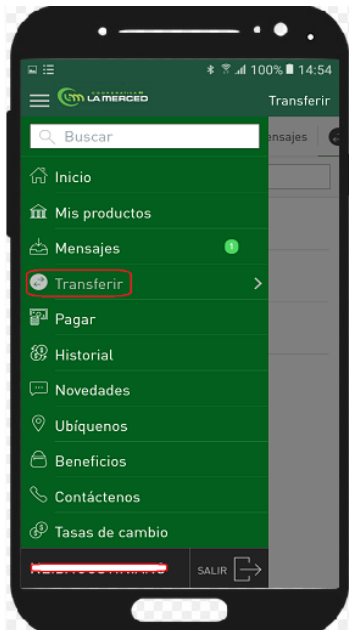 100% 14:54
COOPERATIVA
LA MERCED
Transferir
Buscar
ensajes
Inicio
Mis productos
Mensajes 1
Transferir
Pagar
Historial
Novedades
Ubíquenos
Beneficios
Contáctenos
Tasas de cambio
SALIR